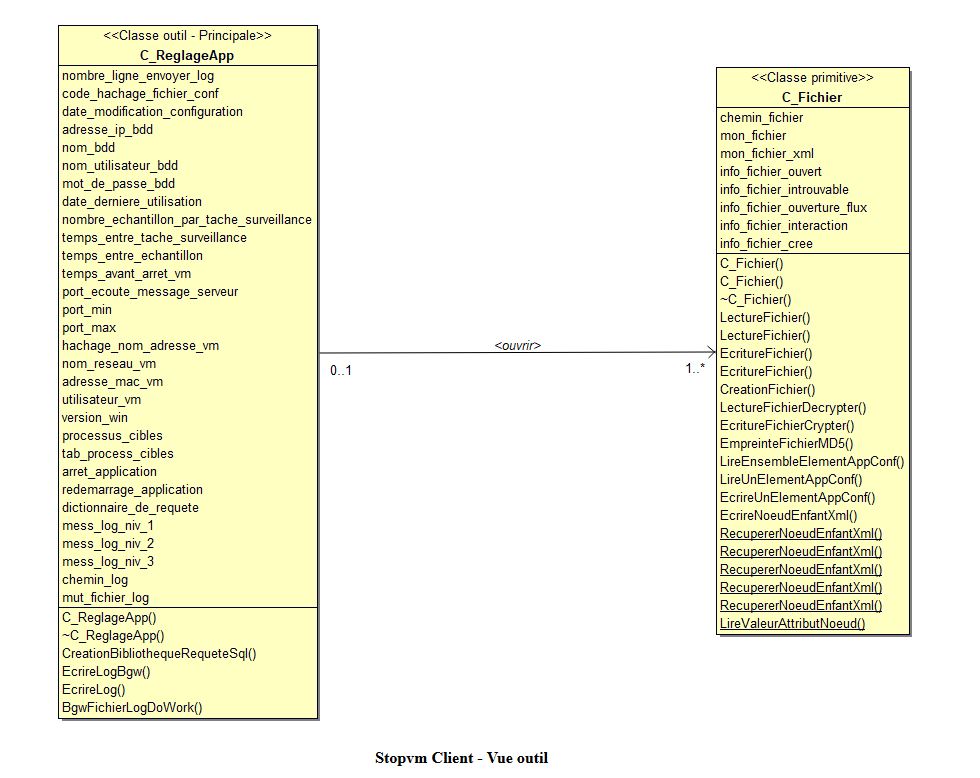 <<Classe outil - Principale>>
C_ReglageApp
nombre_ligne_envoyer_log
code_hachage_fichier_conf
date_modification_configuration
adresse_ip_bdd
nom_bdd
nom_utilisateur_bdd
mot_de_passe_bdd
date_derniere_utilisation
nombre_echantillon_par_tache_surveillance
temps_entre_tache_surveillance
temps_entre_echantillon
temps_avant_arret_vm
port_ecoute_message_serveur
port_min
port_max
hachage_nom_adresse_vm
nom_reseau_vm
adresse_mac_vm
utilisateur_vm
version_win
processus_cibles
tab_process_cibles
arret_application
redemarrage_application
dictionnaire_de_requete
mess_log_niv_1
mess_log_niv_2
mess_log_niv_3
chemin_log
mut_fichier_log
C_ReglageApp()
~C_ReglageApp()
CreationBibliothequeRequeteSql()
EcrireLogBgw()
EcrireLog()
BgwFichierLogDoWork()
<ouvrir>
0..1
1..*
<<Classe primitive>>
C_Fichier
chemin_fichier
mon_fichier
mon_fichier_xml
info_fichier_ouvert
info_fichier_introuvable
info_fichier_ouverture_flux
info_fichier_interaction
info_fichier_cree
C_Fichier()
C_Fichier()
~C_Fichier()
LectureFichier()
LectureFichier()
EcritureFichier()
EcritureFichier()
CreationFichier()
LectureFichierDecrypter()
EcritureFichierCrypter()
EmpreinteFichierMD5()
LireEnsembleElementAppConf()
LireUnElementAppConf()
EcrireUnElementAppConf()
EcrireNoeudEnfantXml()
RecupererNoeudEnfantXml()
RecupererNoeudEnfantXml()
RecupererNoeudEnfantXml()
RecupererNoeudEnfantXml()
RecupererNoeudEnfantXml()
LireValeurAttributNoeud()
Stopvm Client - Vue outil